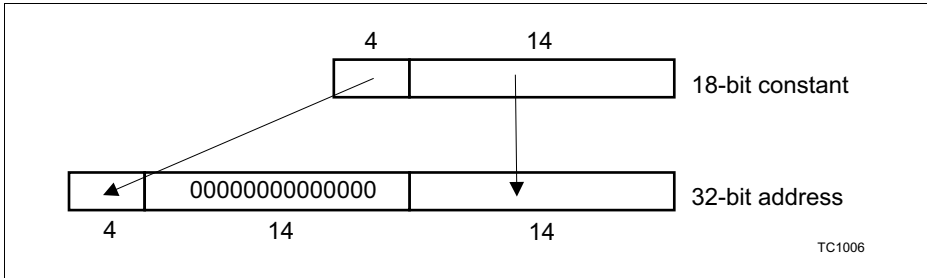 4 14
18-bit constant
00000000000000
32-bit address
4 14 14
TC1006